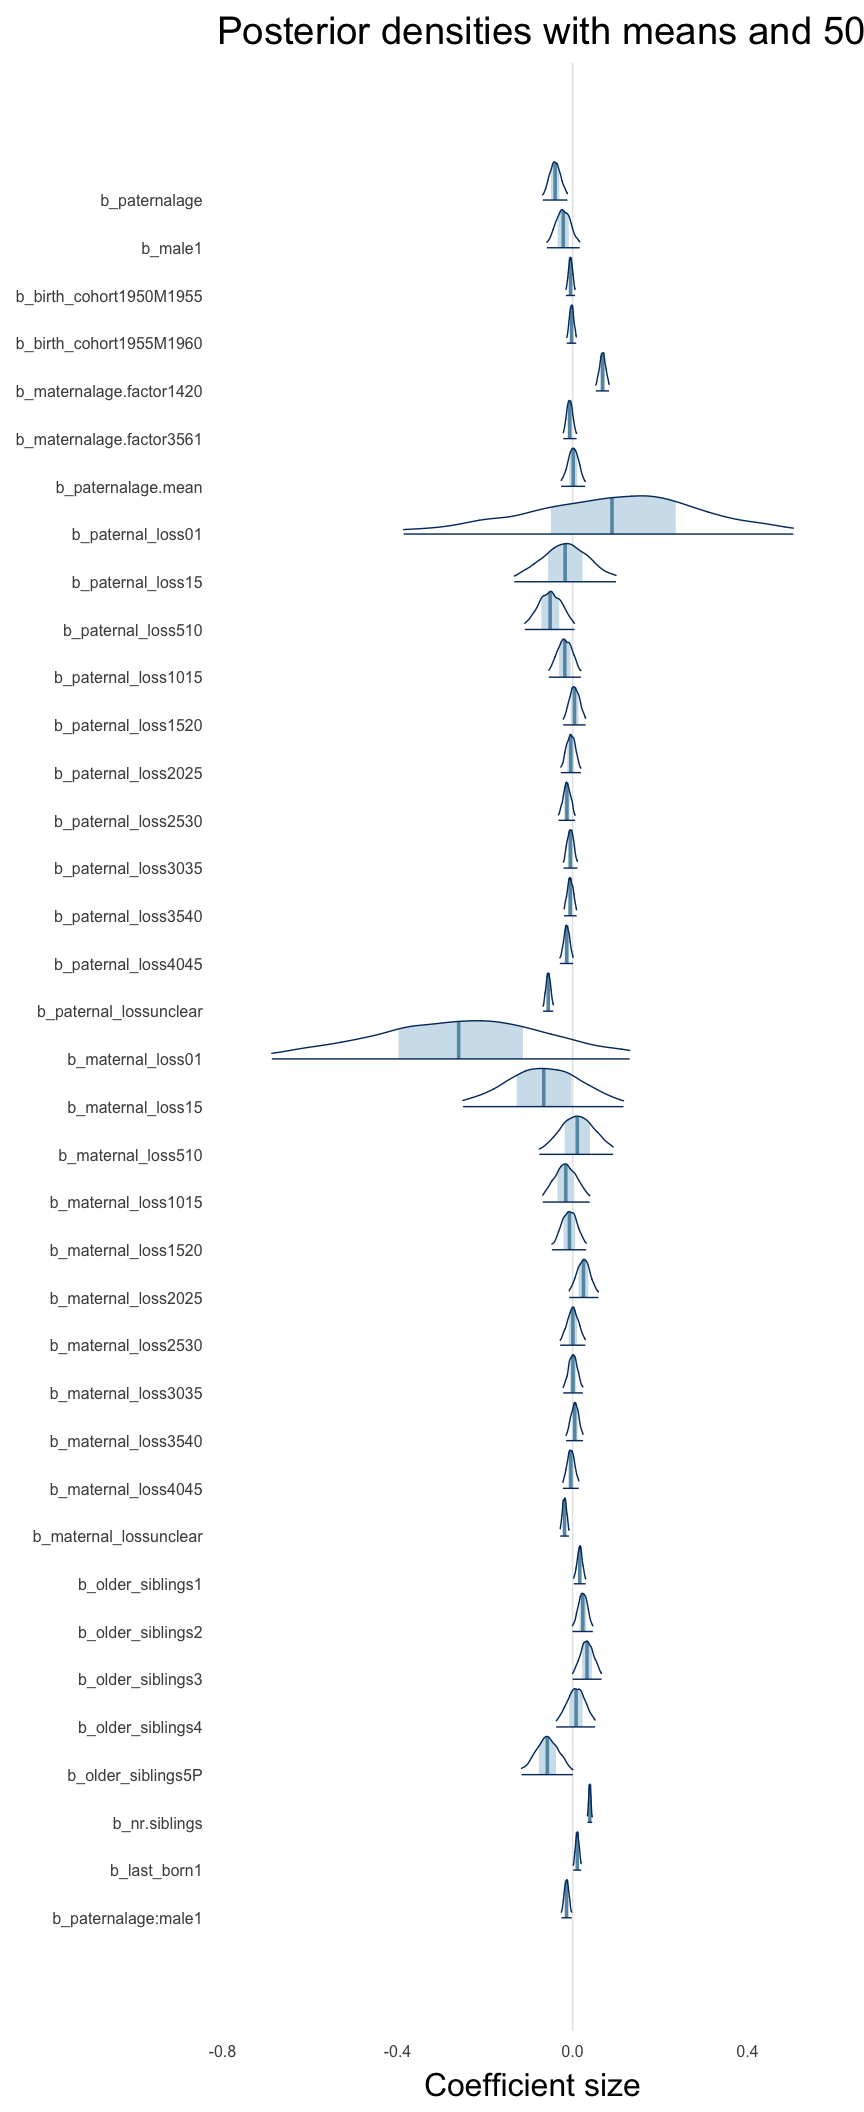 Posterior densities with means and 50
b_paternalage
b_male1
b_birth_cohort1950M1955
b_birth_cohort1955M1960
b_maternalage.factor1420
b_maternalage.factor3561
b_paternalage.mean
b_paternal_loss01
b_paternal_loss15
b_paternal_loss510
b_paternal_loss1015
b_paternal_loss1520
b_paternal_loss2025
b_paternal_loss2530
b_paternal_loss3035
b_paternal_loss3540
b_paternal_loss4045
b_paternal_lossunclear
b_maternal_loss01
b_maternal_loss15
b_maternal_loss510
b_maternal_loss1015
b_maternal_loss1520
b_maternal_loss2025
b_maternal_loss2530
b_maternal_loss3035
b_maternal_loss3540
b_maternal_loss4045
b_maternal_lossunclear
b_older_siblings1
b_older_siblings2
b_older_siblings3
b_older_siblings4
b_older_siblings5P
b_nr.siblings
b_last_born1
b_paternalage:male1
-0.8 -0.4 0.0 0.4
Coefficient size